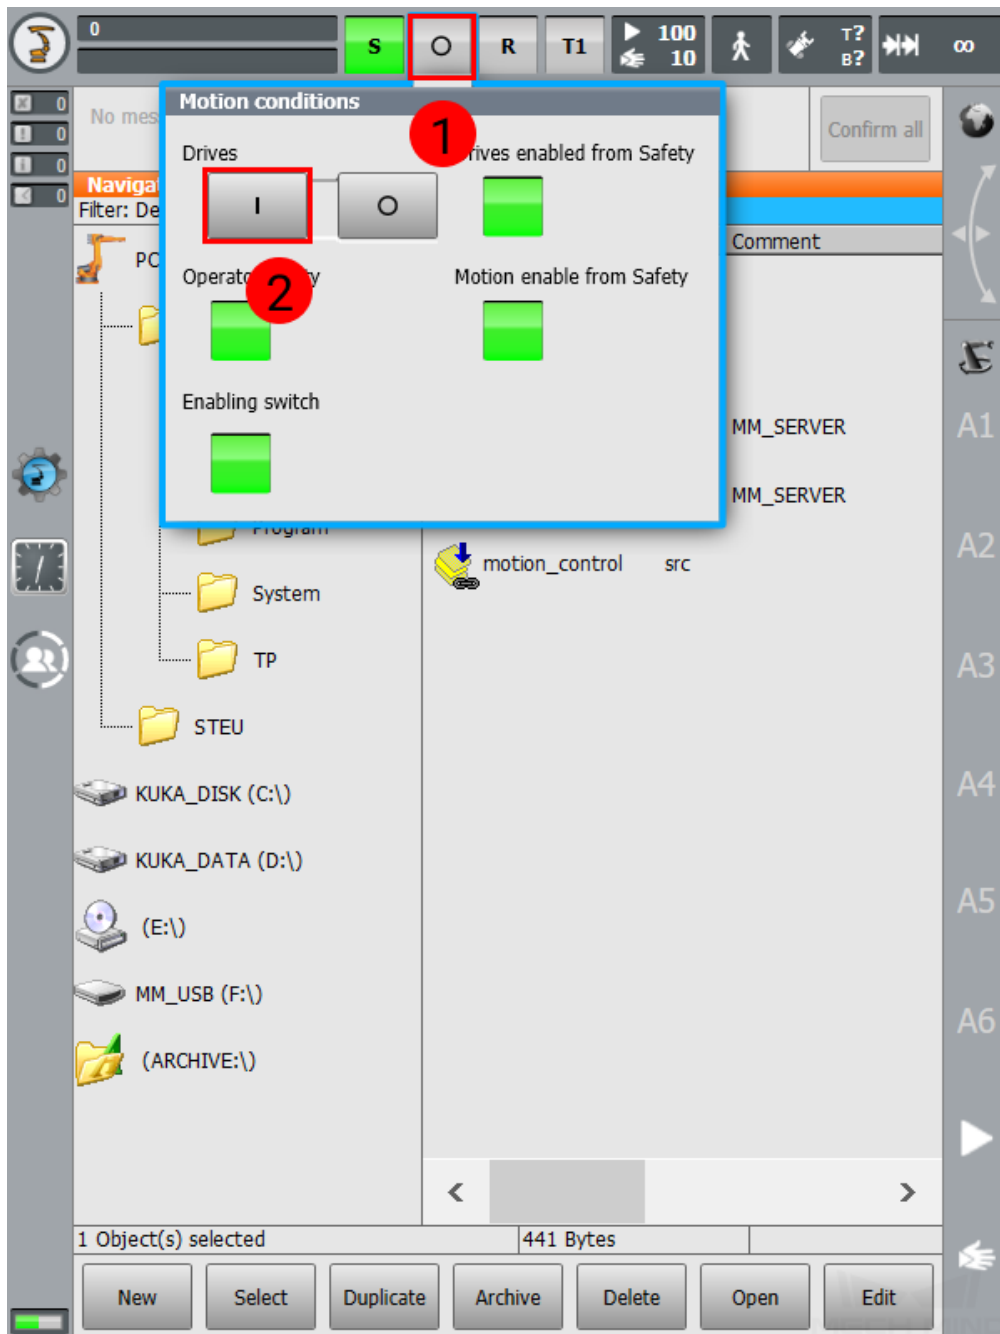 0
S O R T1 100 10 T? B? ∞
0
0
0
0
No mes
Confirm all
Motion conditions
1
Drives
rives enabled from Safety
I O
Operato y
2
Motion enable from Safety
Enabling switch
Naviga
Filter: De
Comment
PC
MM_SERVER
MM_SERVER
Program
motion_control src
System
TP
STEU
KUKA_DISK (C:\)
KUKA_DATA (D:\)
(E:\)
MM_USB (F:\)
(ARCHIVE:\)
A1
A2
A3
A4
A5
A6
< >
1 Object(s) selected 441 Bytes
New Select Duplicate Archive Delete Open Edit